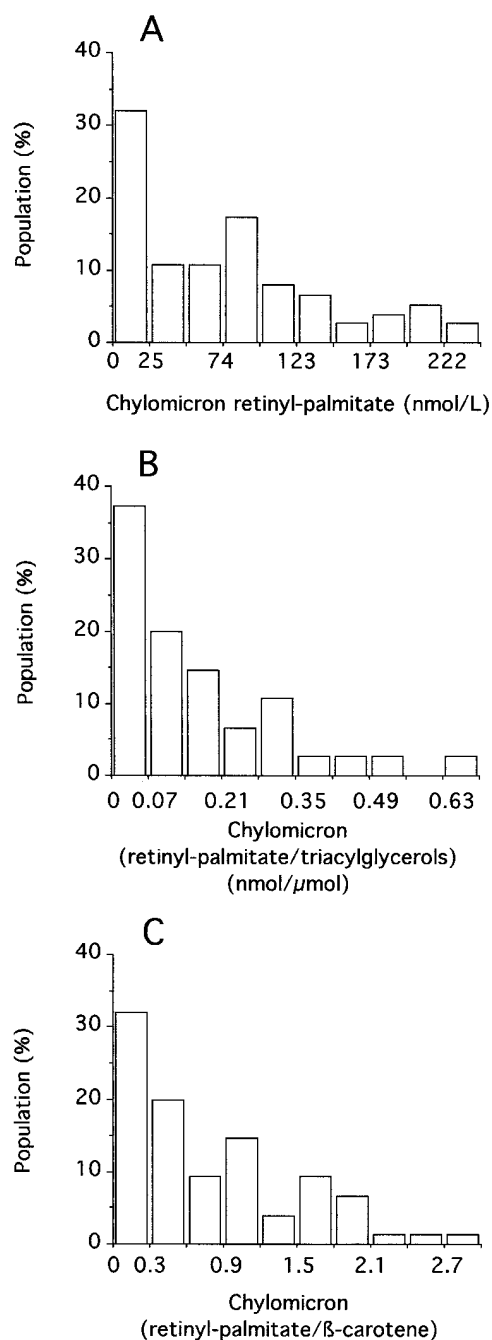 A
Population (%)
40
30
20
10
0
0 25 74 123 173 222
Chylomicron retinyl-palmitate (nmol/L)
B
Population (%)
40
30
20
10
0
0 0.07 0.21 0.35 0.49 0.63
Chylomicron
(retinyl-palmitate/triacylglycerols)
(nmol/µmol)
C
Population (%)
40
30
20
10
0
0 0.3 0.9 1.5 2.1 2.7
Chylomicron
(retinyl-palmitate/ß-carotene)